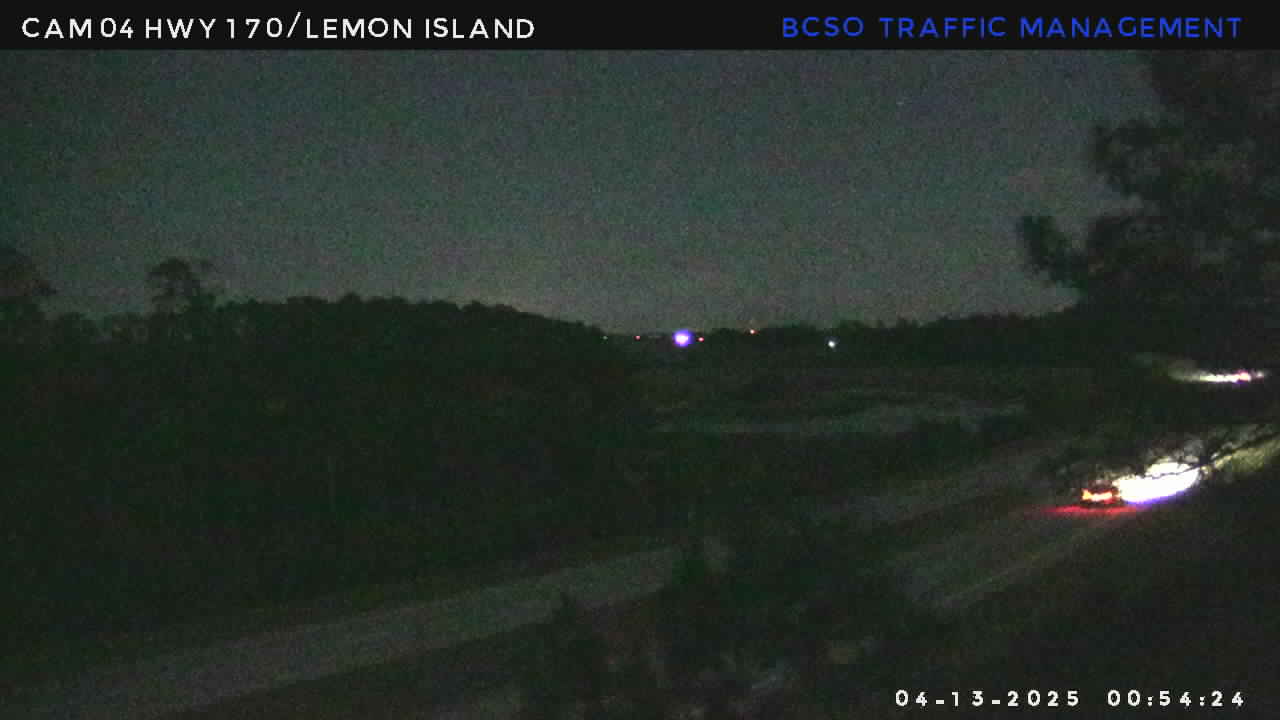 CAM04 HWY 170/LEMON ISLAND
BCSO TRAFFIC MANAGEMENT
04-13-2025 00:54:24